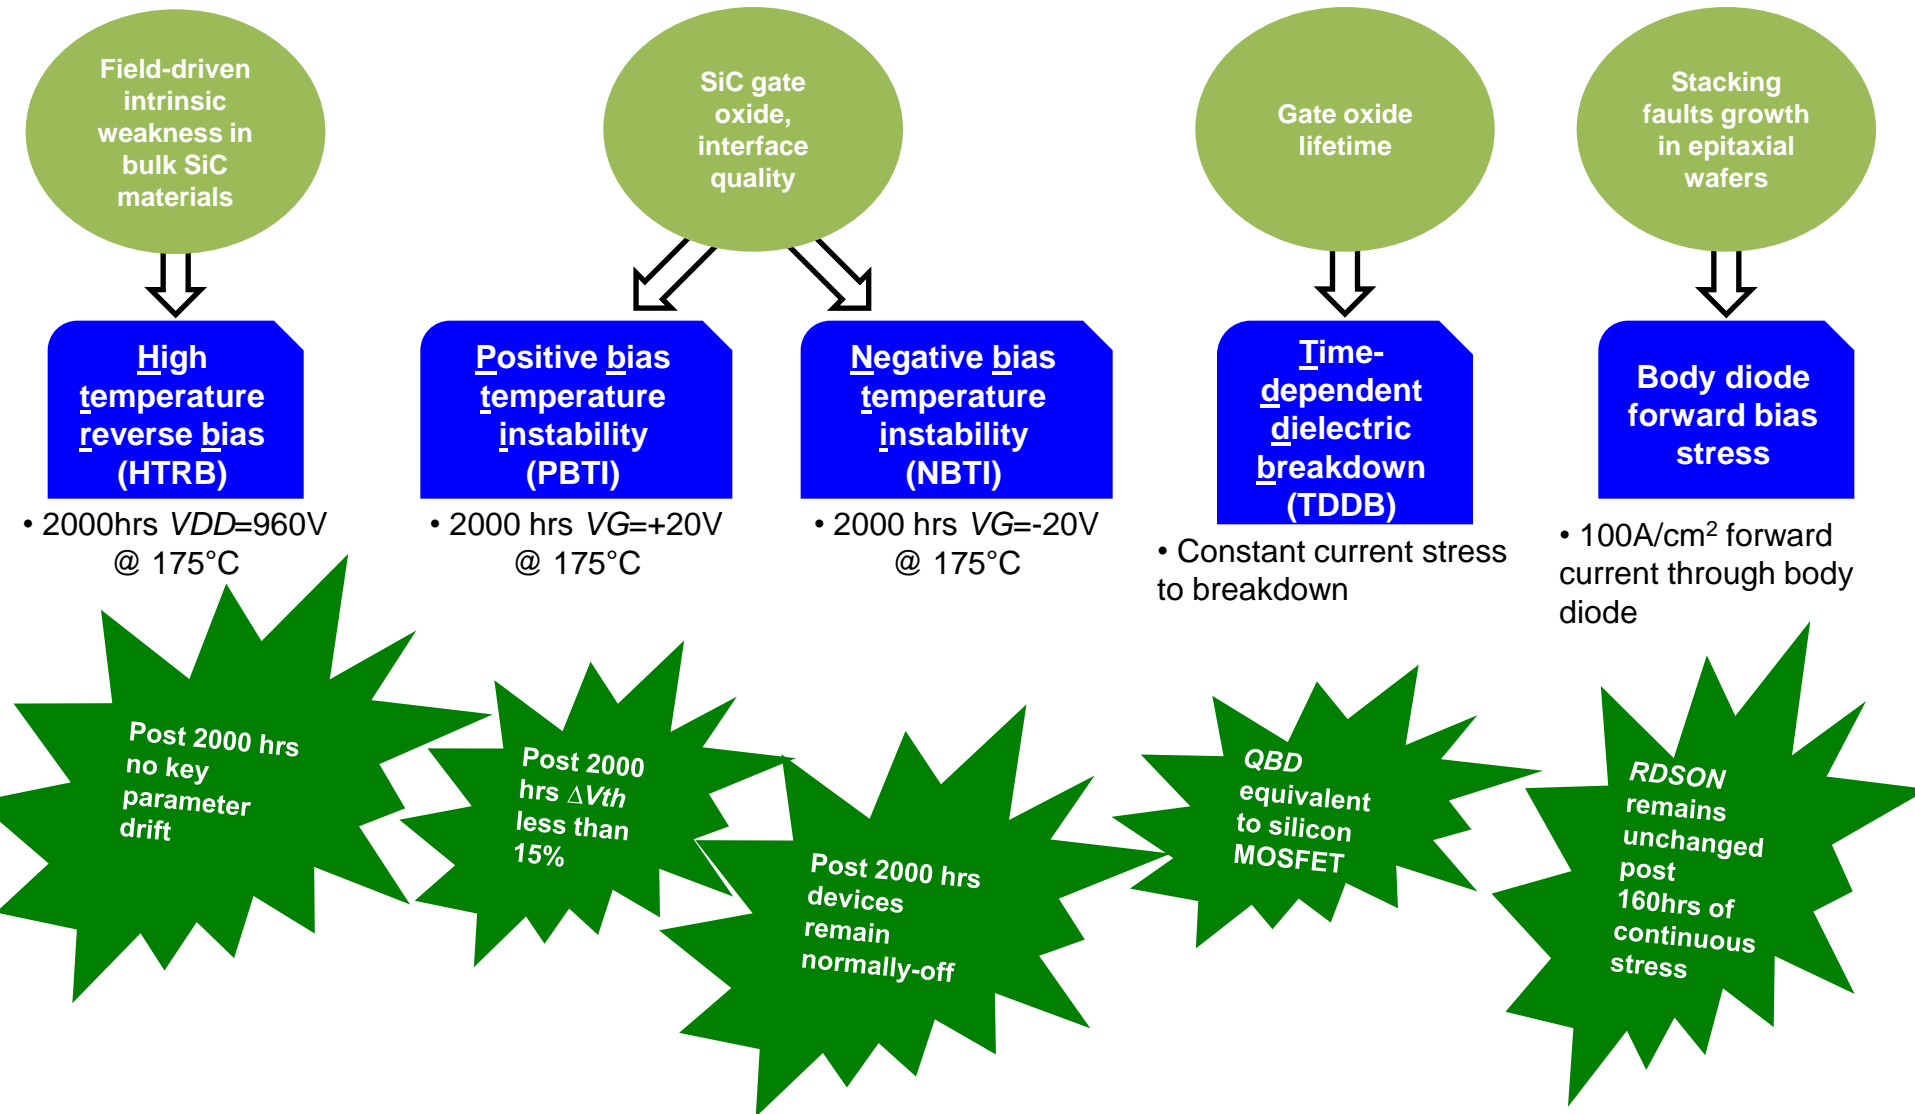 Field-driven
intrinsic
weakness in
bulk SiC
materials
SiC gate
oxide,
interface
quality
Gate oxide
lifetime
Stacking
faults growth
in epitaxial
wafers
High
temperature
reverse bias
(HTRB)
Positive bias
temperature
instability
(PBTI)
Negative bias
temperature
instability
(NBTI)
Time-
dependent
dielectric
breakdown
(TDDB)
Body diode
forward bias
stress
• 2000hrs VDD=960V
@ 175°C
• 2000 hrs VG=+20V
@ 175°C
• 2000 hrs VG=-20V
@ 175°C
• Constant current stress
to breakdown
• 100A/cm² forward
current through body
diode
Post 2000 hrs
no key
parameter
drift
Post 2000
hrs ΔVth
less than
15%
Post 2000 hrs
devices
remain
normally-off
QBD
equivalent
to silicon
MOSFET
RDSON
remains
unchanged
post
160hrs of
continuous
stress